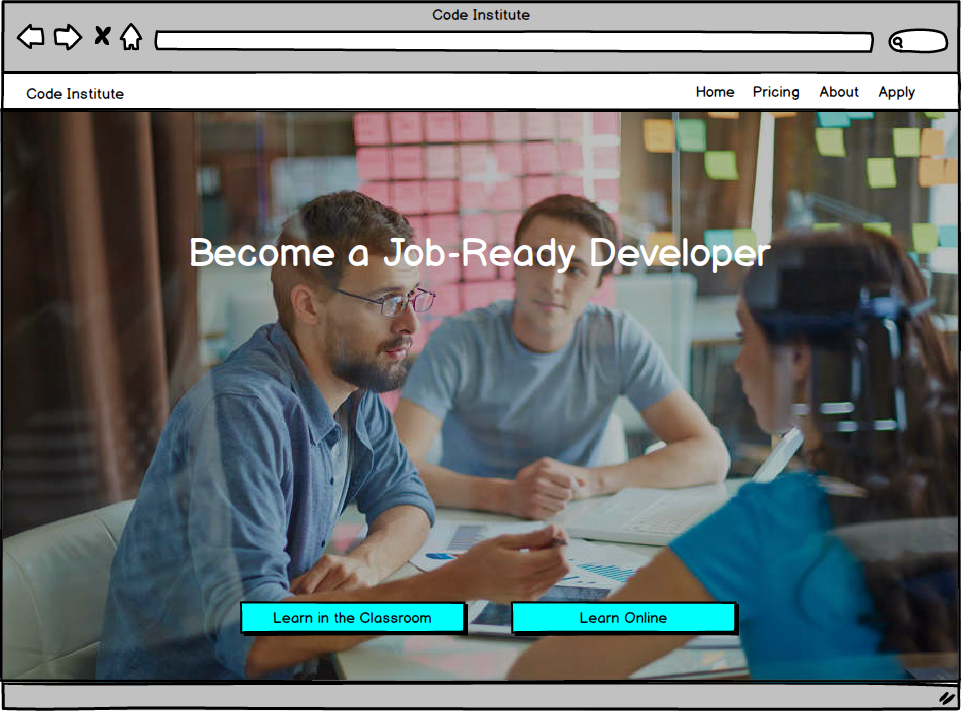 Code Institute
Code Institute
Home Pricing About Apply
Become a Job-Ready Developer
Learn in the Classroom
Learn Online